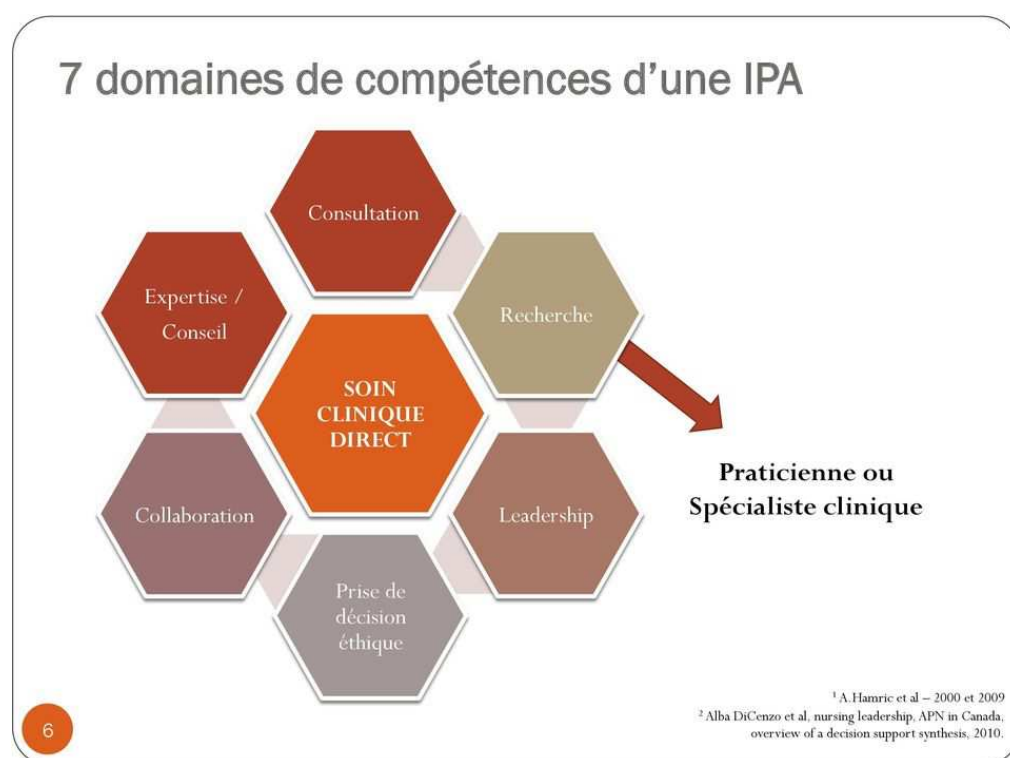 7 domaines de compétences d’une IPA
Consultation
Expertise /
Conseil
Recherche
SOIN
CLINIQUE
DIRECT
Praticienne ou
Spécialiste clinique
Collaboration
Leadership
Prise de
décision
éthique
¹ A.Hamric et al – 2000 et 2009
² Alba DiCenzo et al, nursing leadership, APN in Canada,
overview of a decision support synthesis, 2010.
6